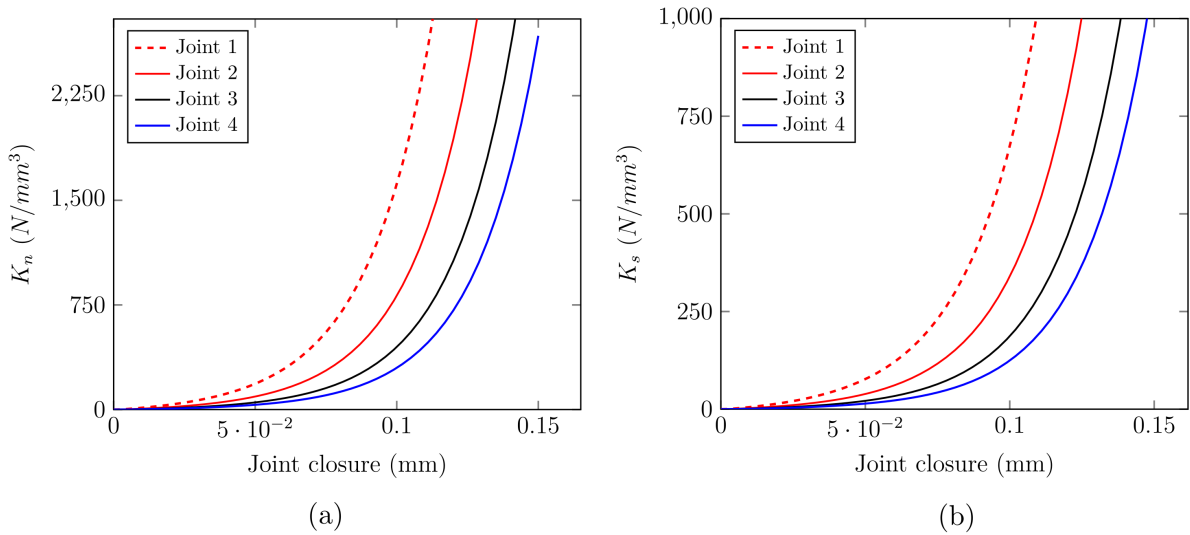 Joint 1
Joint 2
Joint 3
Joint 4
2,250
1,500
750
0
K_n (N/mm^3)
0
5 · 10^{-2}
0.1
0.15
Joint closure (mm)
(a)
Joint 1
Joint 2
Joint 3
Joint 4
1,000
750
500
250
0
K_s (N/mm^3)
0
5 · 10^{-2}
0.1
0.15
Joint closure (mm)
(b)